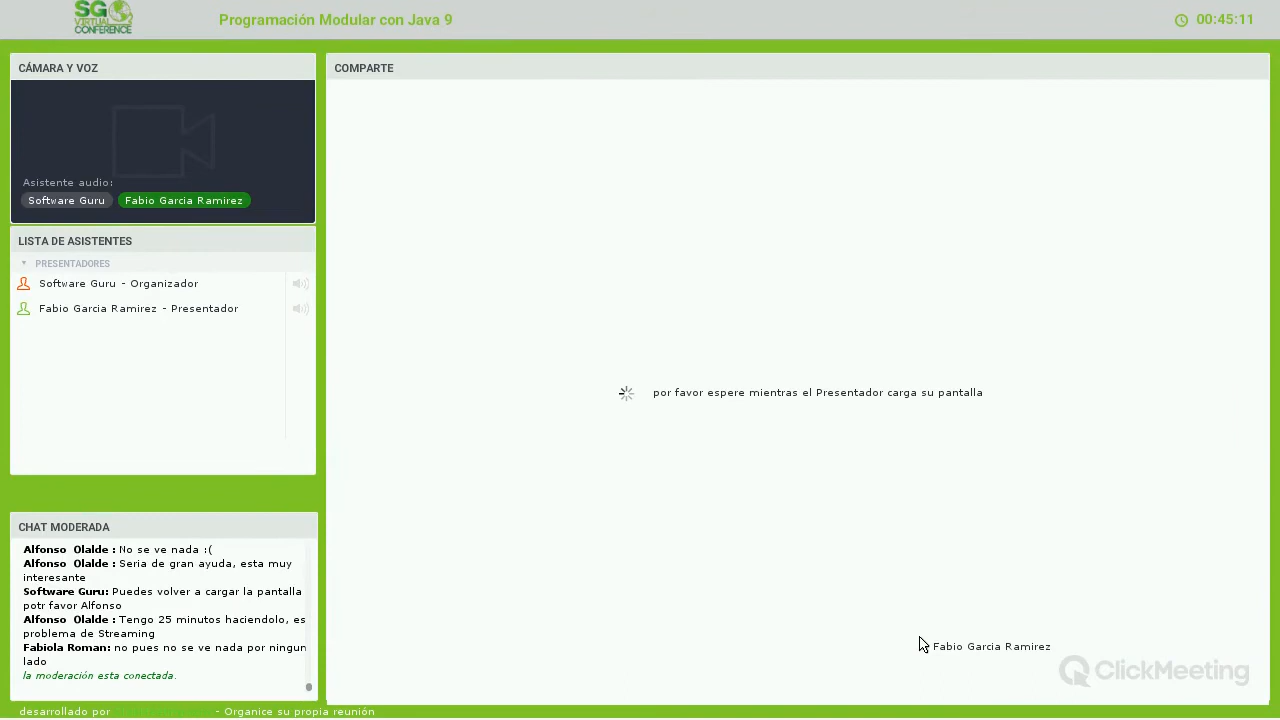 SG
VIRTUAL
CONFERENCE
Programación Modular con Java 9
00:45:11
CÁMARA Y VOZ
Asistente audio:
Software Guru
Fabio Garcia Ramirez
LISTA DE ASISTENTES
PRESENTADORES
Software Guru - Organizador
Fabio Garcia Ramirez - Presentador
CHAT MODERADA
Alfonso Olalde : No se ve nada :(
Alfonso Olalde : Seria de gran ayuda, esta muy
interesante
Software Guru: Puedes volver a cargar la pantalla
potr favor Alfonso
Alfonso Olalde : Tengo 25 minutos haciendolo, es
problema de Streaming
Fabiola Roman: no pues no se ve nada por ningun
lado
la moderación esta conectada.
desarrollado por
- Organice su propia reunión
COMPARTE
por favor espere mientras el Presentador carga su pantalla
Fabio Garcia Ramirez
ClickMeeting